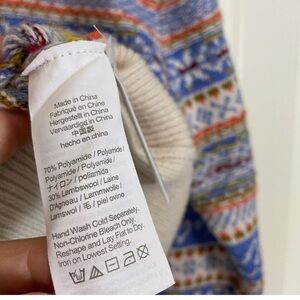 Made in China
Fabriqué en Chine
Hergestellt in China
Vervaardigd in China
中国製
hecho en China
70% Polyamide / Polyamide /
Polyamide / Polyamide /
ナイロン / poliamida
30% Lambswool / Laine
D'Agneau / Lammwolle /
Lamswol / 毛 / piel ovino
Hand Wash Cold Separately.
Non-Chlorine Bleach Only.
Reshape and Lay Flat to Dry.
Iron on Lowest Setting.